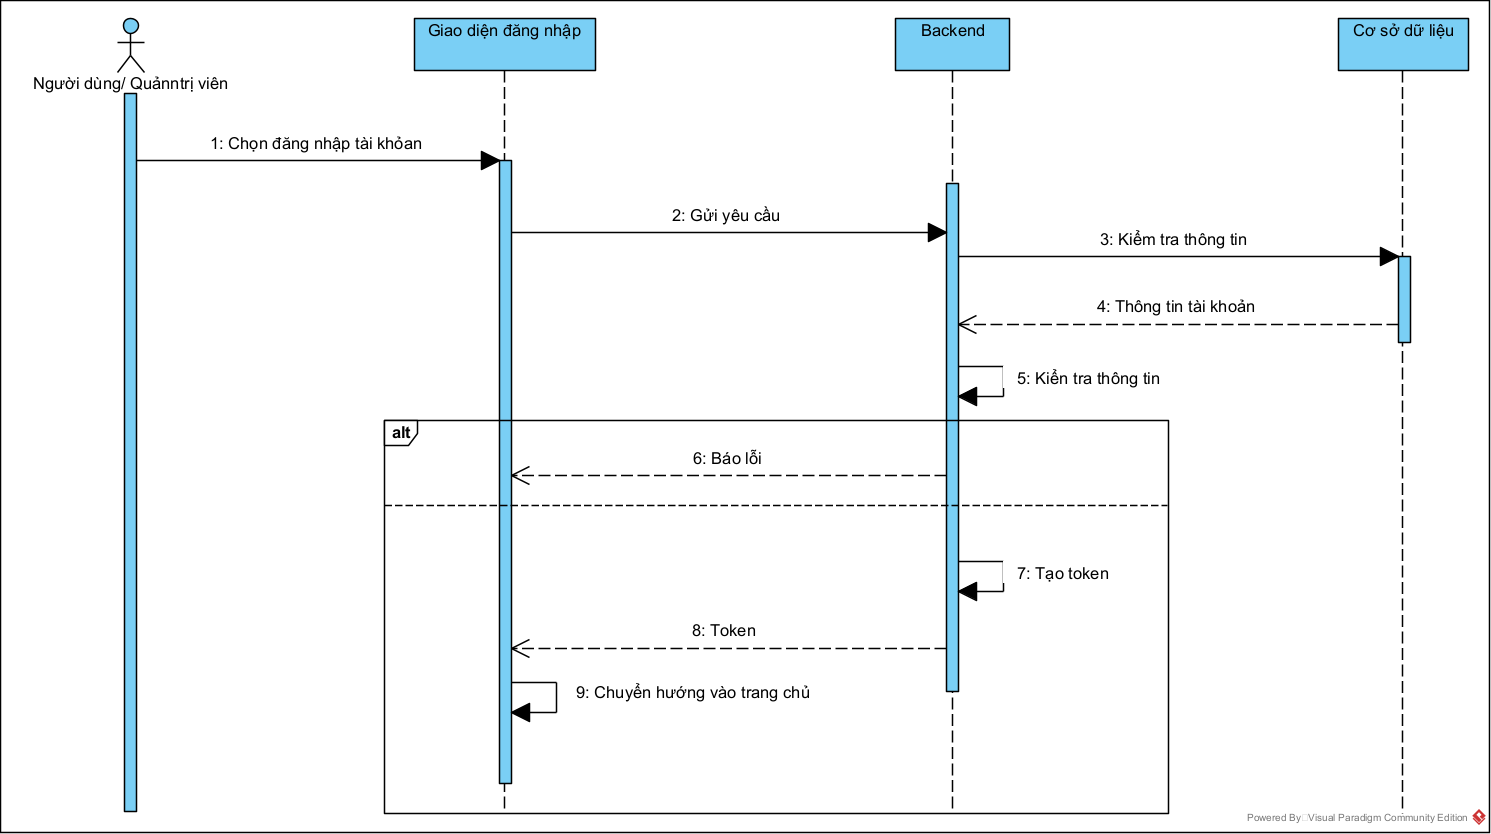 Người dùng/ Quảnntrị viên
Giao diện đăng nhập
Backend
Cơ sở dữ liệu
1: Chọn đăng nhập tài khỏan
2: Gửi yêu cầu
3: Kiểm tra thông tin
4: Thông tin tài khoản
5: Kiển tra thông tin
alt
6: Báo lỗi
7: Tạo token
8: Token
9: Chuyển hướng vào trang chủ
Powered By Visual Paradigm Community Edition